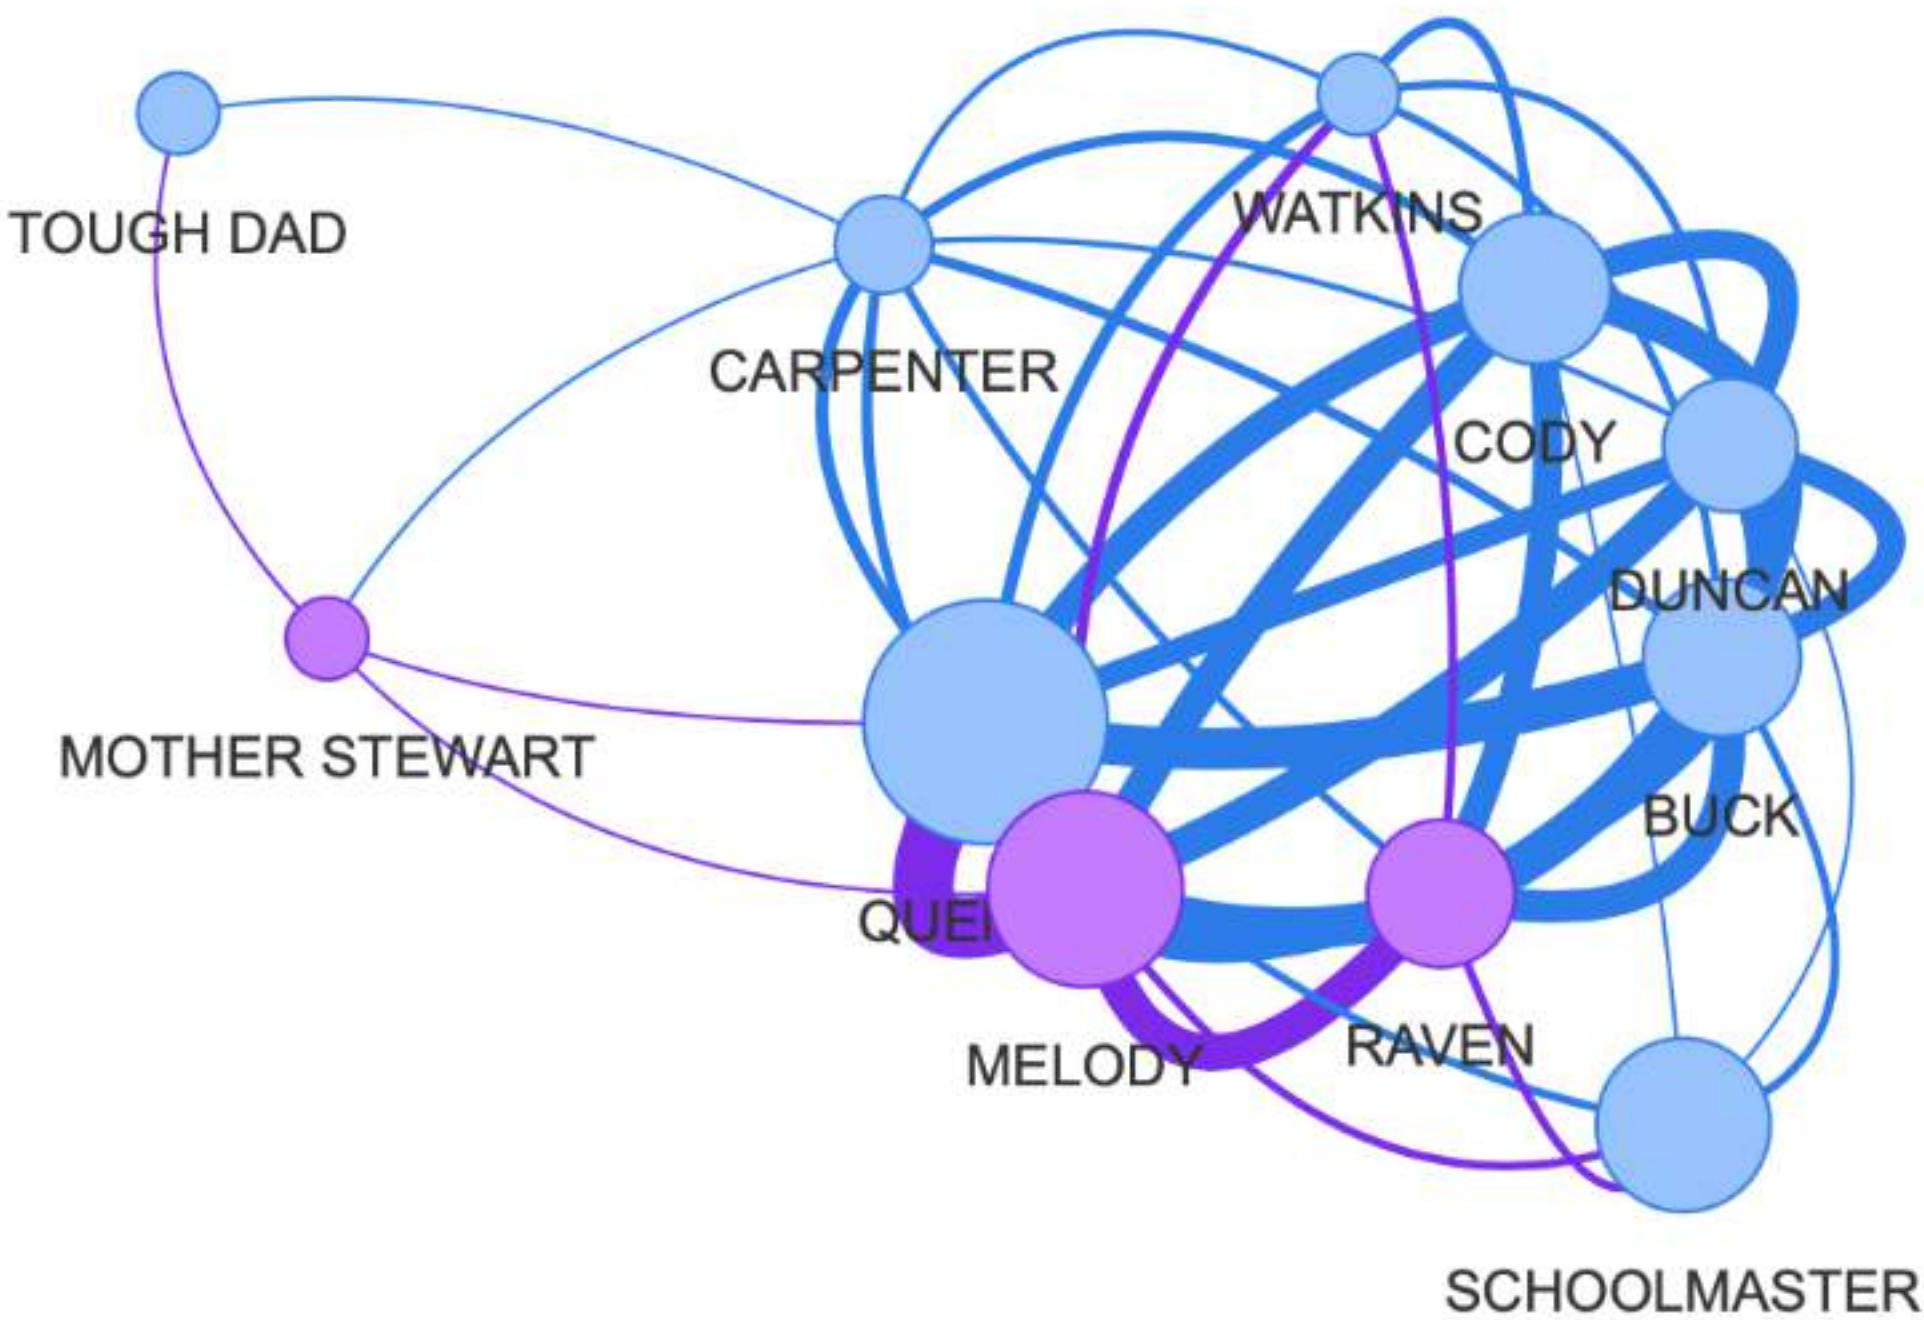 WATKINS
TOUGH DAD
CARPENTER
CODY
DUNCAN
MOTHER STEWART
BUCK
MELODY
RAVEN
SCHOOLMASTER